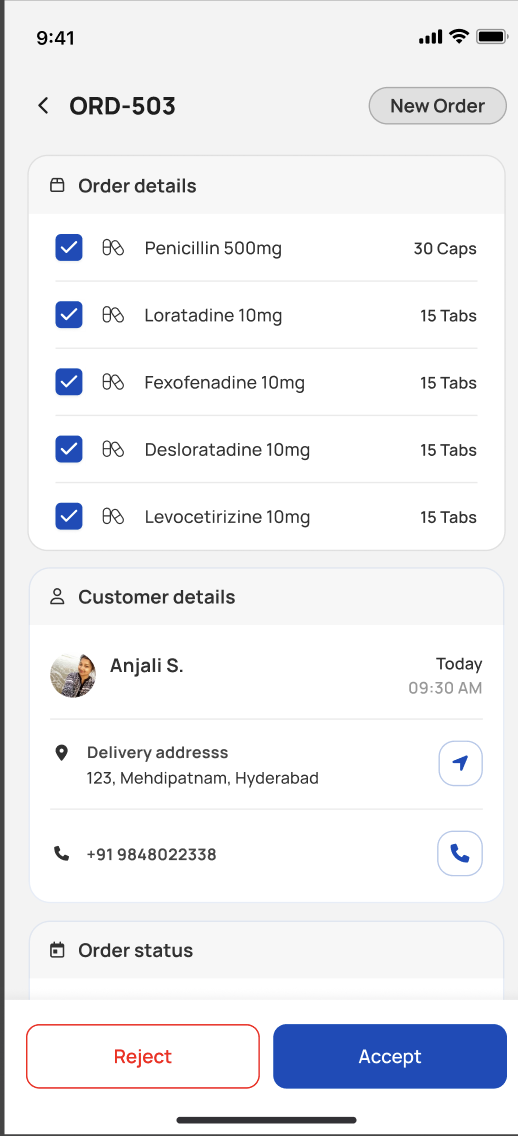 9:41
ORD-503
New Order
Order details
Penicillin 500mg 30 Caps
Loratadine 10mg 15 Tabs
Fexofenadine 10mg 15 Tabs
Desloratadine 10mg 15 Tabs
Levocetirizine 10mg 15 Tabs
Customer details
Anjali S. Today
09:30 AM
Delivery addresss
123, Mehdipatnam, Hyderabad
+91 9848022338
Order status
Reject Accept